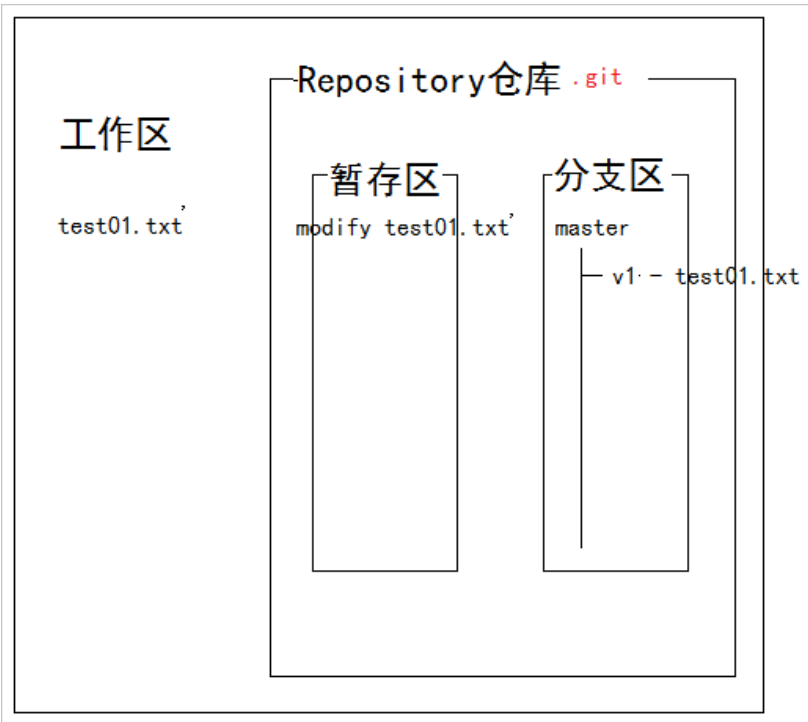 Repository仓库 .git
工作区
暂存区
分支区
test01.txt'
modify test01.txt'
master
v1 - test01.txt